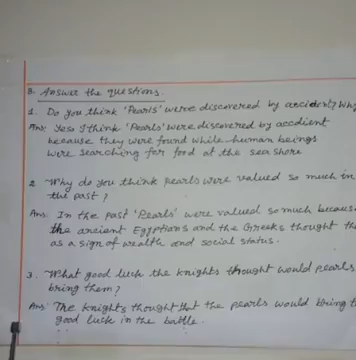 B. Answer the questions.
1. Do you think 'Pearls' were discovered by accident? Why
Ans: Yes I think 'Pearls' were discovered by accdient
because they were found while human beings
were searching for food at the sea shore
2. Why do you think pearls were valued so much in
the past?
Ans. In the past 'Pearls' were valued so much becaus
the ancient Egyptions and the Greeks thought th
as a sign of wealth and social status.
3. What good luck the knights thought would pearls
bring them?
Ans: The knights thought that the pearls would bring t
good luck in the battle.